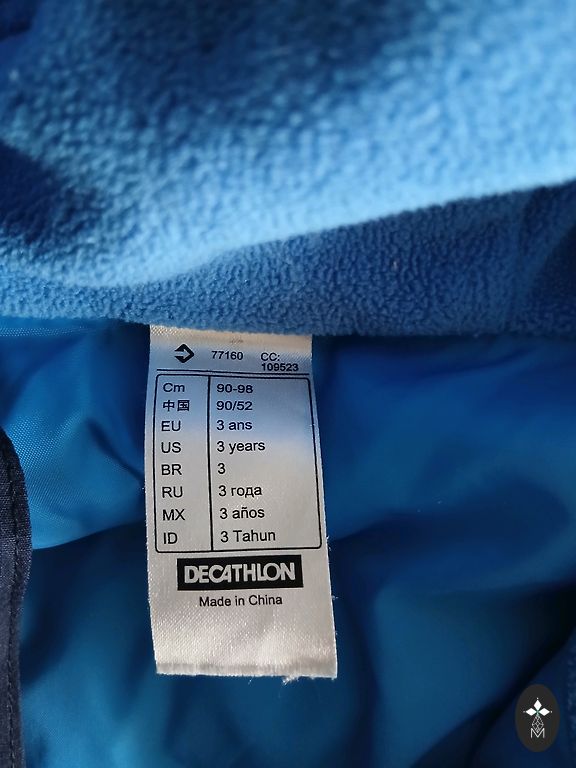 77160 CC: 109523
Cm 90-98
中国 90/52
EU 3 ans
US 3 years
BR 3
RU 3 года
MX 3 años
ID 3 Tahun
DECATHLON
Made in China
M